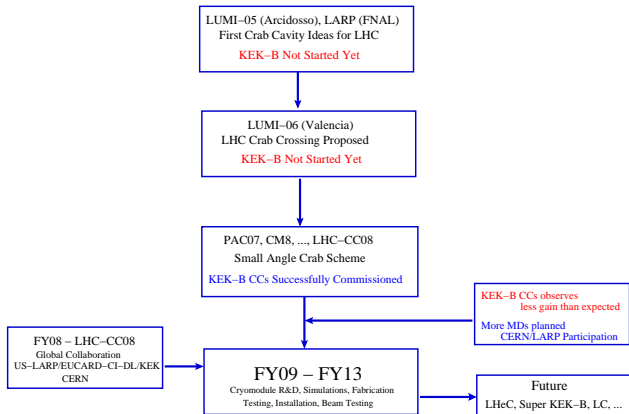 LUMI−05 (Arcidosso), LARP (FNAL)
First Crab Cavity Ideas for LHC
KEK−B Not Started Yet
LUMI−06 (Valencia)
LHC Crab Crossing Proposed
KEK−B Not Started Yet
PAC07, CM8, ..., LHC−CC08
Small Angle Crab Scheme
KEK−B CCs Successfully Commissioned
KEK−B CCs observes
less gain than expected
More MDs planned
CERN/LARP Participation
FY08 − LHC−CC08
Global Collaboration
US−LARP/EUCARD−CI−DL/KEK
CERN
FY09 − FY13
Cryomodule R&D, Simulations, Fabrication
Testing, Installation, Beam Testing
Future
LHeC, Super KEK−B, LC, ...